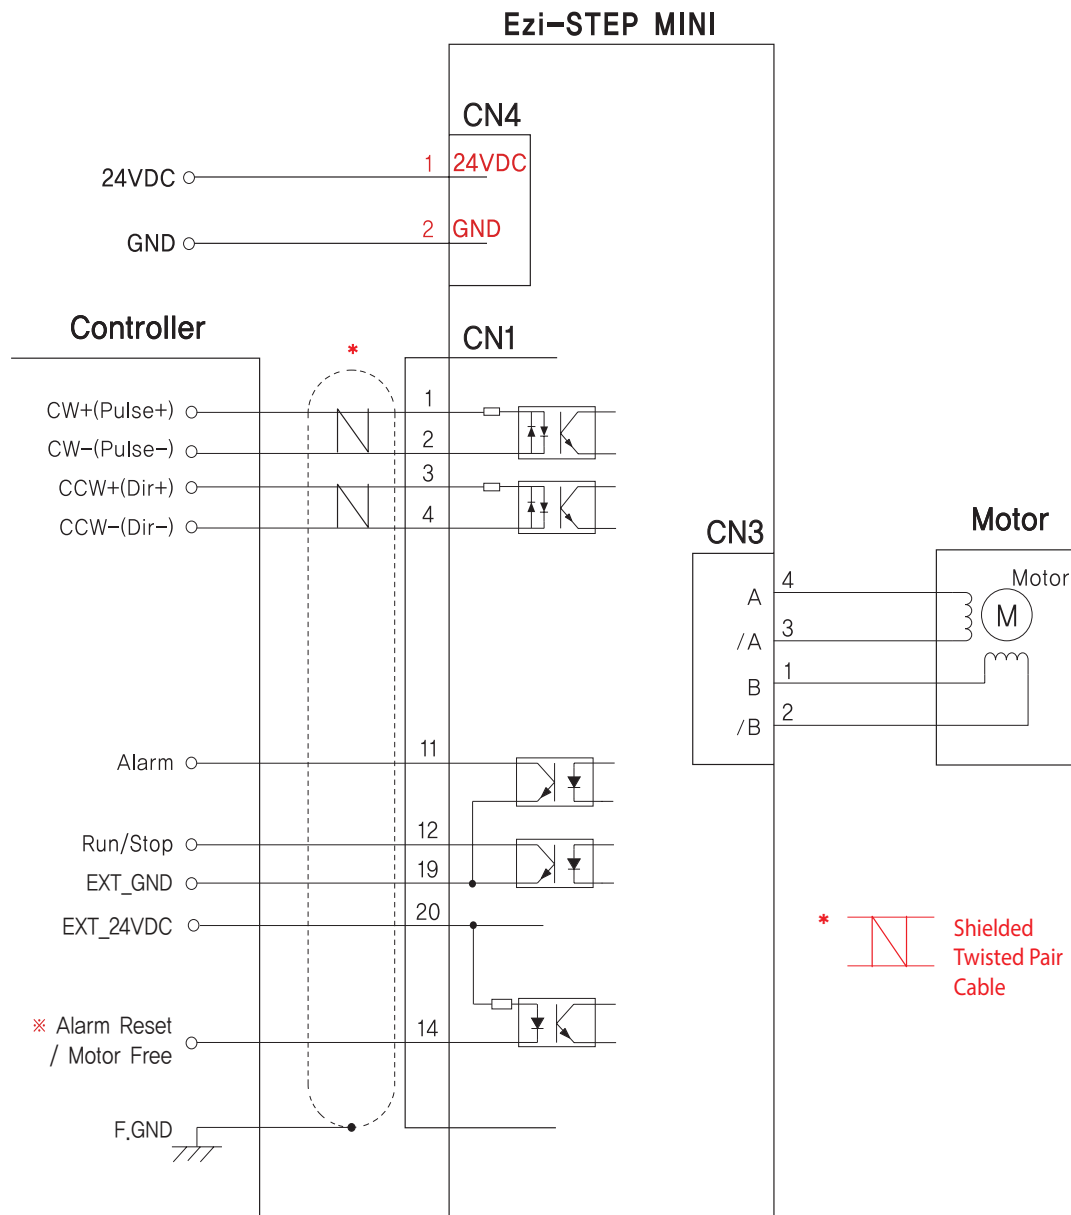 Ezi-STEP MINI
CN4
24VDC
1
24VDC
GND
2
GND
Controller
*
CN1
CW+(Pulse+)
1
CW-(Pulse-)
2
CCW+(Dir+)
3
CCW-(Dir-)
4
CN3
Motor
A
4
Motor
M
/A
3
B
1
/B
2
Alarm
11
Run/Stop
12
EXT_GND
19
EXT_24VDC
20
* Shielded
Twisted Pair
Cable
※ Alarm Reset
/ Motor Free
14
F.GND